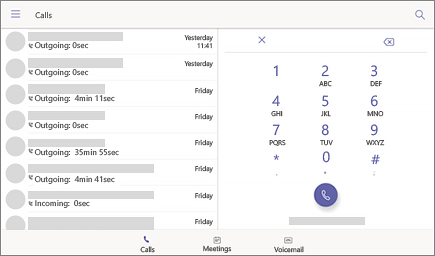 Calls
Yesterday
Outgoing: 0sec
11:41
Yesterday
Outgoing: 0sec
Friday
Outgoing: 4min 11sec
Friday
Outgoing: 0sec
Friday
Outgoing: 35min 55sec
Friday
Outgoing: 4min 41sec
Friday
Incoming: 0sec
Friday
1 2 3
ABC DEF
4 5 6
GHI JKL MNO
7 8 9
PQRS TUV WXYZ
* 0 #
, + ;
Calls Meetings Voicemail